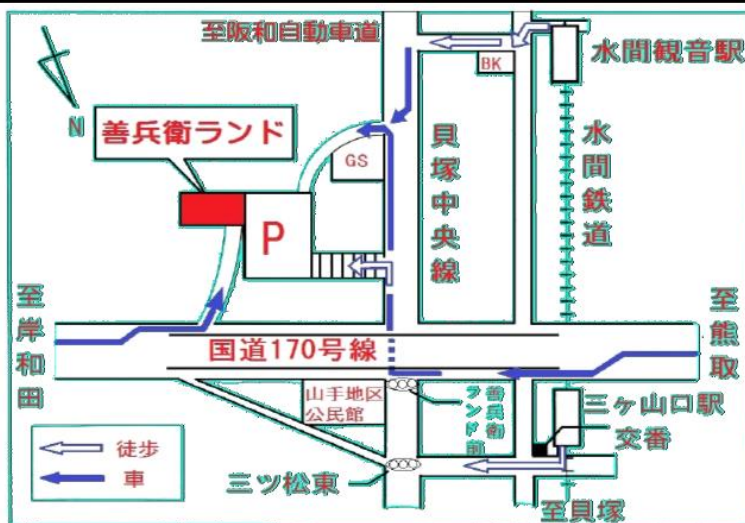 至阪和自動車道
BK
水間観音駅
N
善兵衛ランド
GS
貝塚中央線
水間鉄道
P
至岸和田
至熊取
国道170号線
山手地区
公民館
善兵衛
ランド前
三ケ山口駅
交番
徒歩
車
三ツ松東
至貝塚